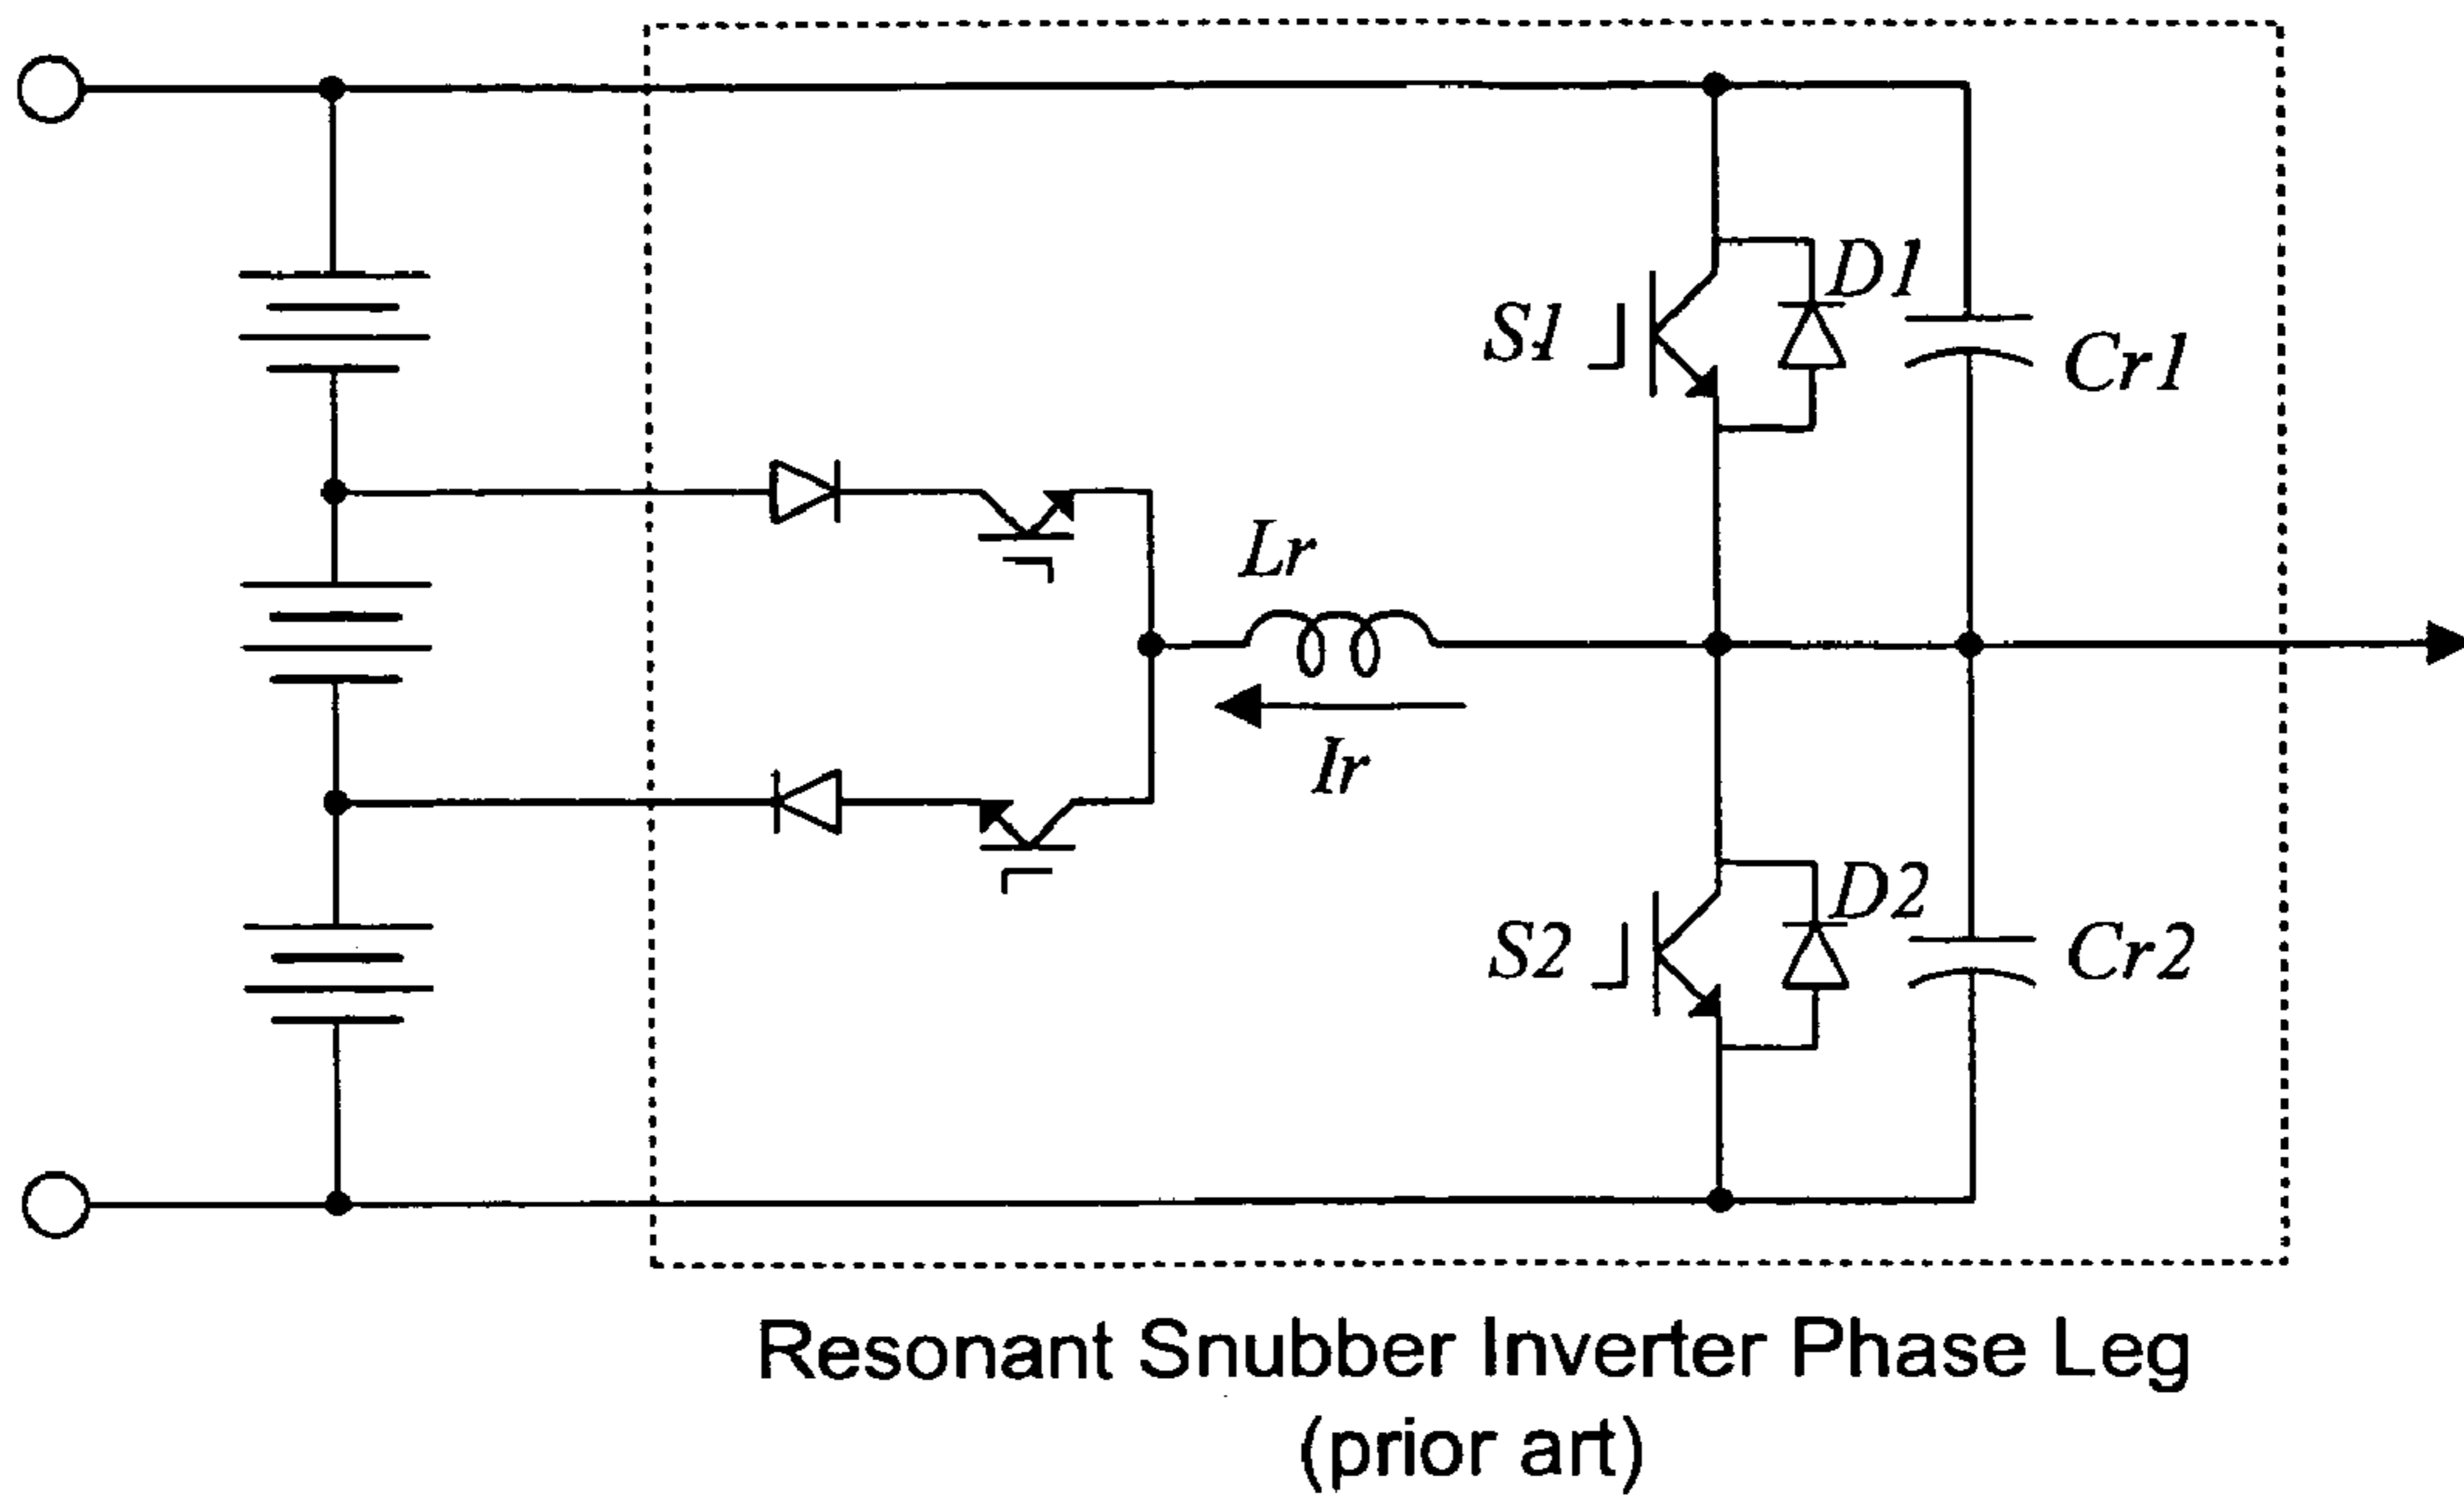 D1
S1
Cr1
Lr
Ir
D2
S2
Cr2
Resonant Snubber Inverter Phase Leg
(prior art)